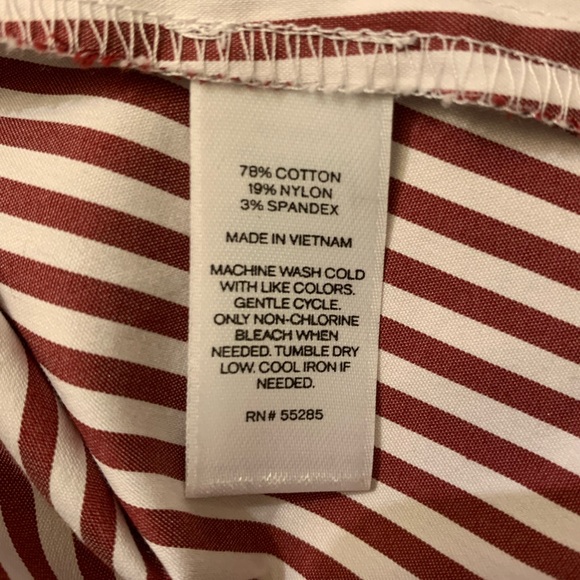 78% COTTON
19% NYLON
3% SPANDEX
MADE IN VIETNAM
MACHINE WASH COLD
WITH LIKE COLORS.
GENTLE CYCLE.
ONLY NON-CHLORINE
BLEACH WHEN
NEEDED. TUMBLE DRY
LOW. COOL IRON IF
NEEDED.
RN# 55285